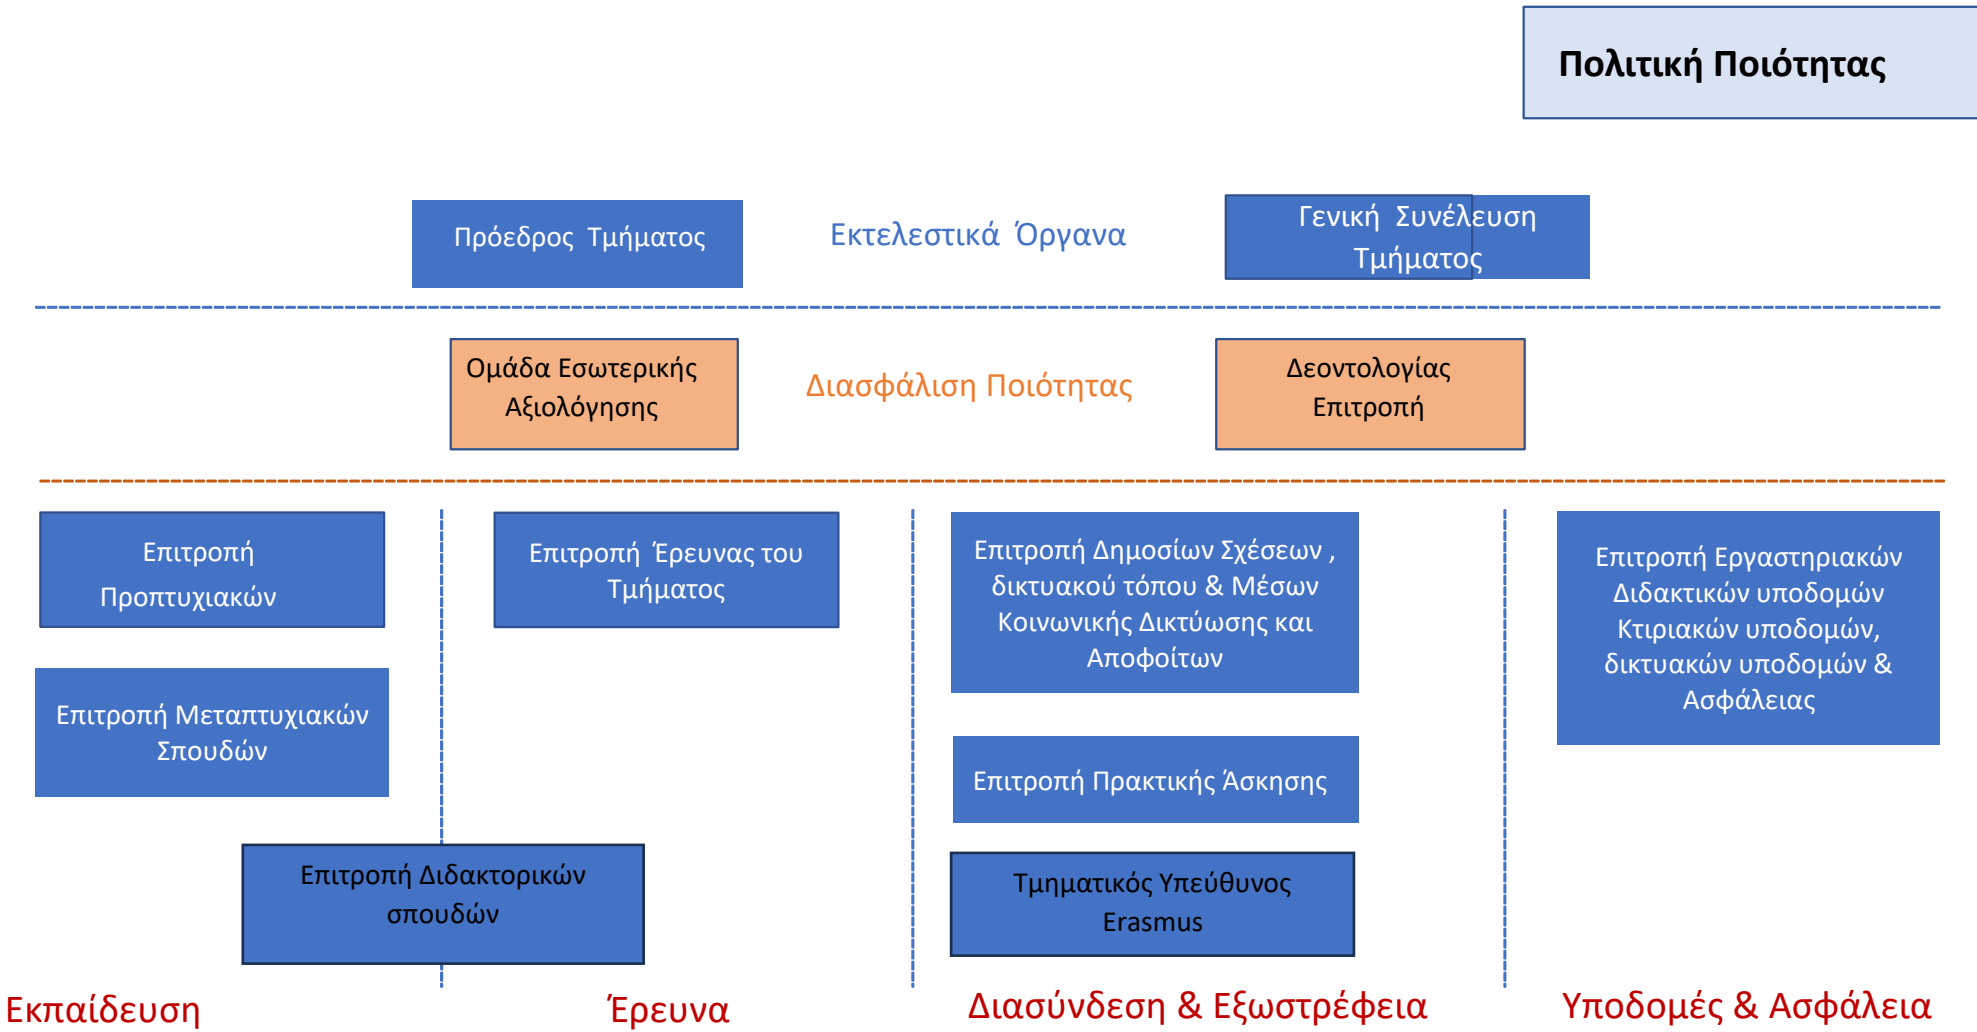 Πολιτική Ποιότητας
Πρόεδρος Τμήματος
Εκτελεστικά Όργανα
Γενική Συνέλευση
Τμήματος
Ομάδα Εσωτερικής
Αξιολόγησης
Διασφάλιση Ποιότητας
Δεοντολογίας
Επιτροπή
Επιτροπή
Προπτυχιακών
Επιτροπή Μεταπτυχιακών
Σπουδών
Επιτροπή Έρευνας του
Τμήματος
Επιτροπή Διδακτορικών
σπουδών
Επιτροπή Δημοσίων Σχέσεων ,
δικτυακού τόπου & Μέσων
Κοινωνικής Δικτύωσης και
Αποφοίτων
Επιτροπή Πρακτικής Άσκησης
Τμηματικός Υπεύθυνος
Erasmus
Επιτροπή Εργαστηριακών
Διδακτικών υποδομών
Κτιριακών υποδομών,
δικτυακών υποδομών &
Ασφάλειας
Εκπαίδευση
Έρευνα
Διασύνδεση & Εξωστρέφεια
Υποδομές & Ασφάλεια